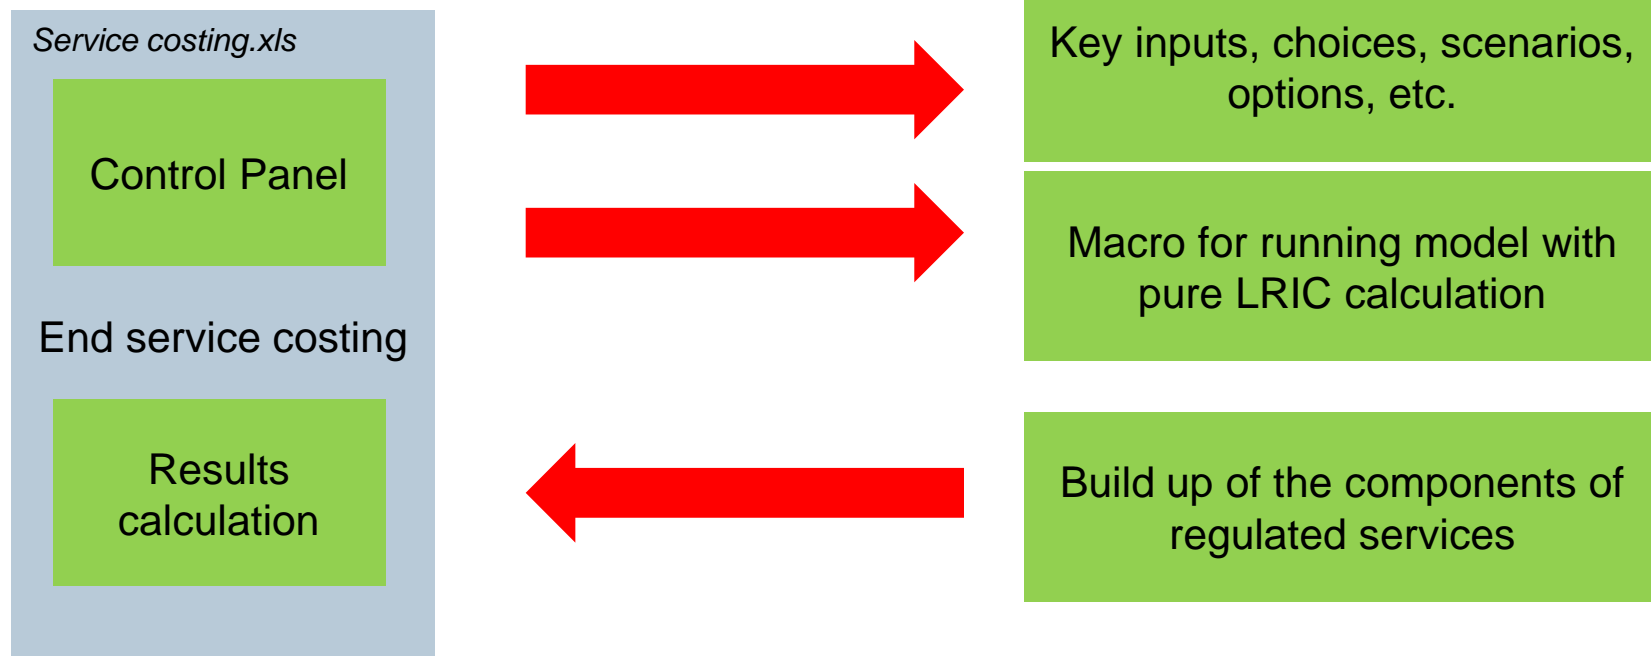 Service costing.xls
Control Panel
End service costing
Results
calculation
Key inputs, choices, scenarios,
options, etc.
Macro for running model with
pure LRIC calculation
Build up of the components of
regulated services